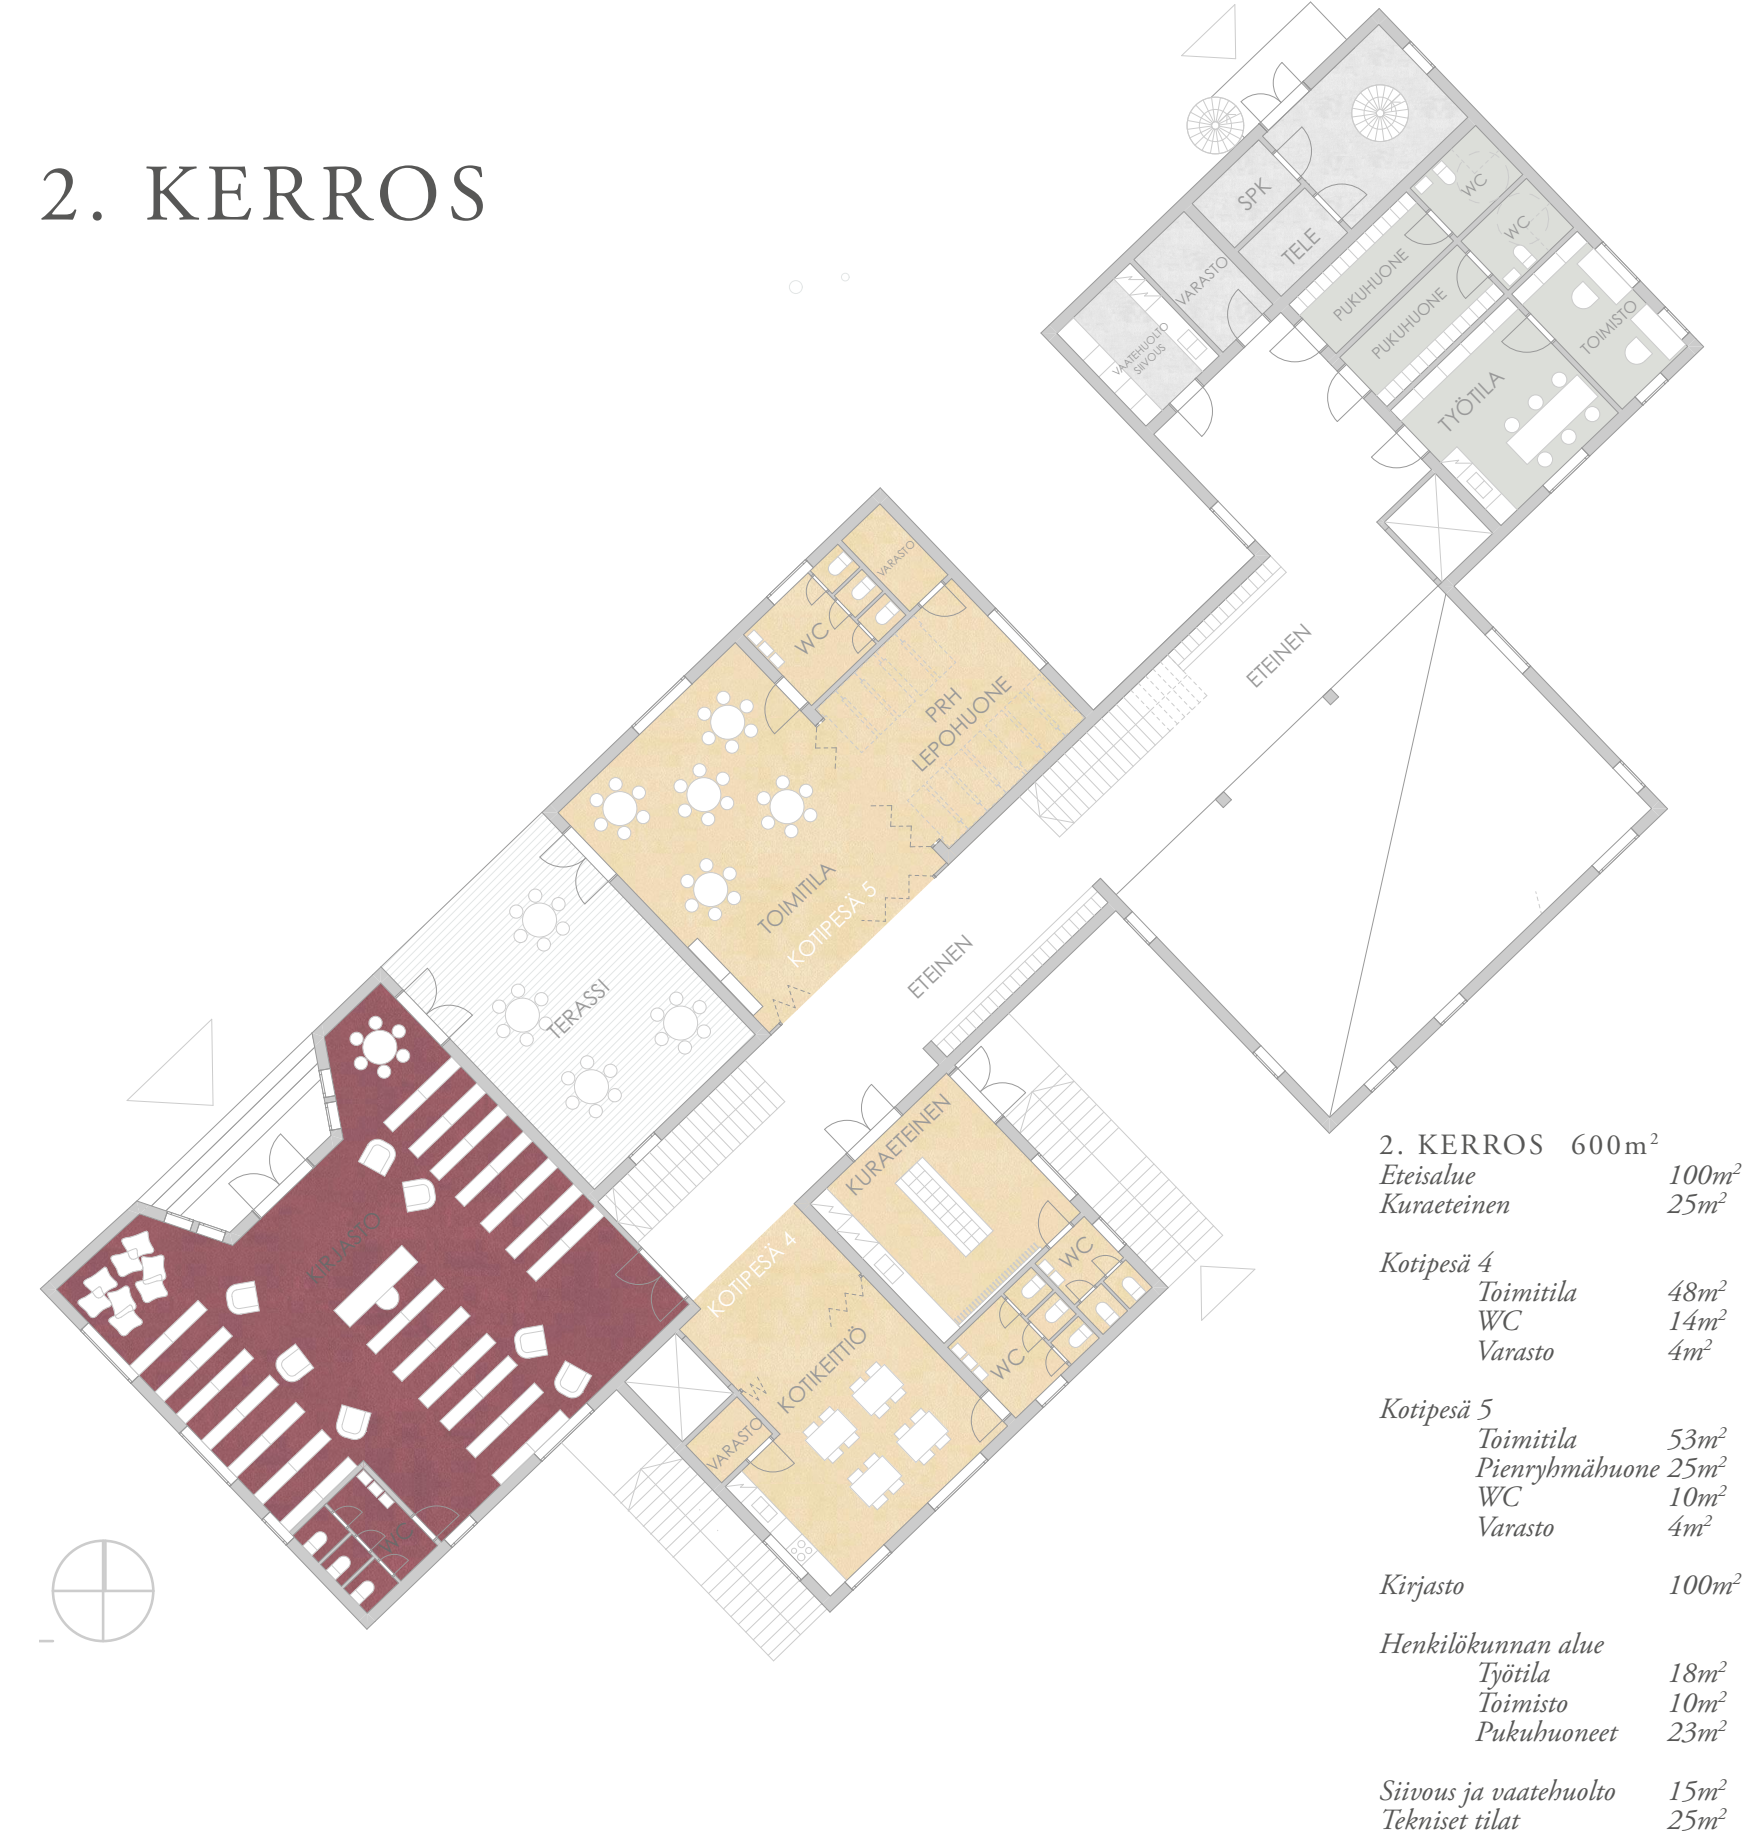 2. KERROS
SPK
TELE
VARASTO
VAATEHUOLTO
SIIVOUS
WC
WC
PUKUHUONE
PUKUHUONE
TOIMISTO
TYÖTILA
ETEINEN
VARASTO
WC
PRH
LEPOHUONE
TOIMITILA
KOTIPESÄ 5
ETEINEN
TERASSI
KURAETEINEN
WC
WC
KOTIPESÄ 4
KOTIKEITTIÖ
VARASTO
KIRJASTO
WC
2. KERROS 600m²
Eteisalue 100m²
Kuraeteinen 25m²
Kotipesä 4
Toimitila 48m²
WC 14m²
Varasto 4m²
Kotipesä 5
Toimitila 53m²
Pienryhmähuone 25m²
WC 10m²
Varasto 4m²
Kirjasto 100m²
Henkilökunnan alue
Työtila 18m²
Toimisto 10m²
Pukuhuoneet 23m²
Siivous ja vaatehuolto 15m²
Tekniset tilat 25m²